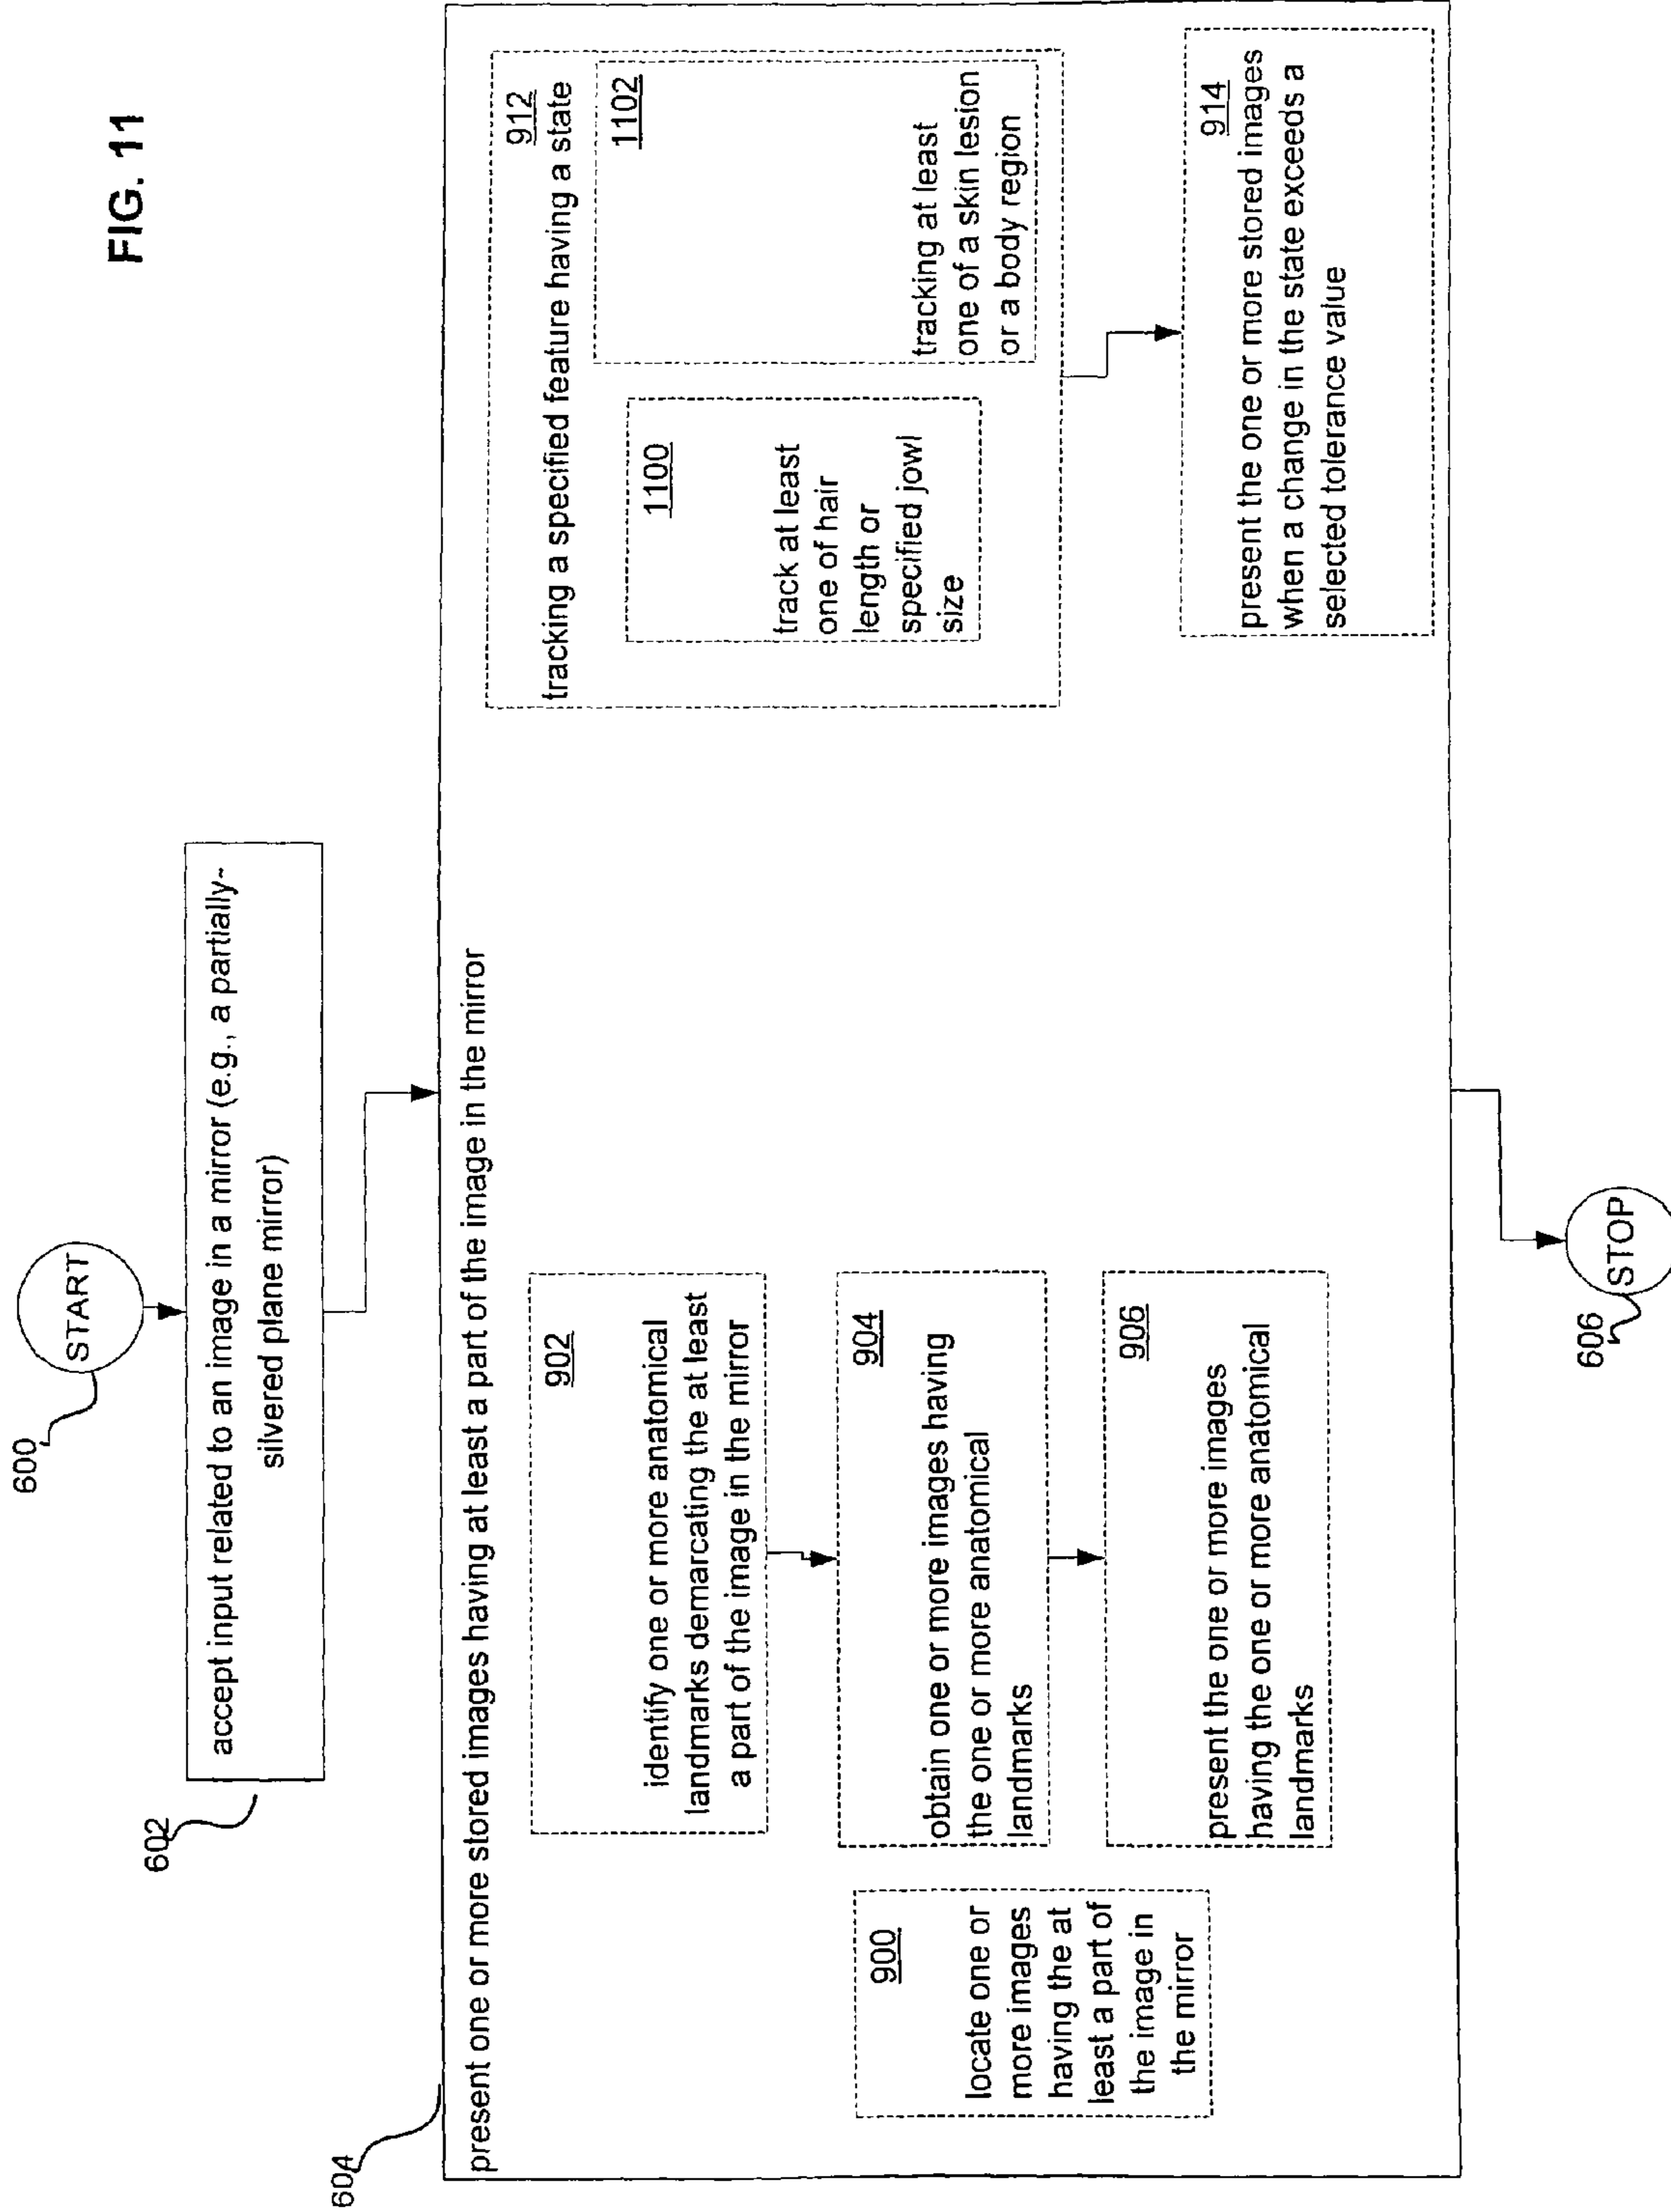 FIG. 11
600
START
602
accept input related to an image in a mirror (e.g., a partially-
silvered plane mirror)
604
present one or more stored images having at least a part of the image in the mirror
900
locate one or
more images
having the at
least a part of
the image in
the mirror
902
identify one or more anatomical
landmarks demarcating the at least
a part of the image in the mirror
904
obtain one or more images having
the one or more anatomical
landmarks
906
present the one or more images
having the one or more anatomical
landmarks
912
tracking a specified feature having a state
1100
track at least
one of hair
length or
specified jowl
size
1102
tracking at least
one of a skin lesion
or a body region
914
present the one or more stored images
when a change in the state exceeds a
selected tolerance value
606
STOP